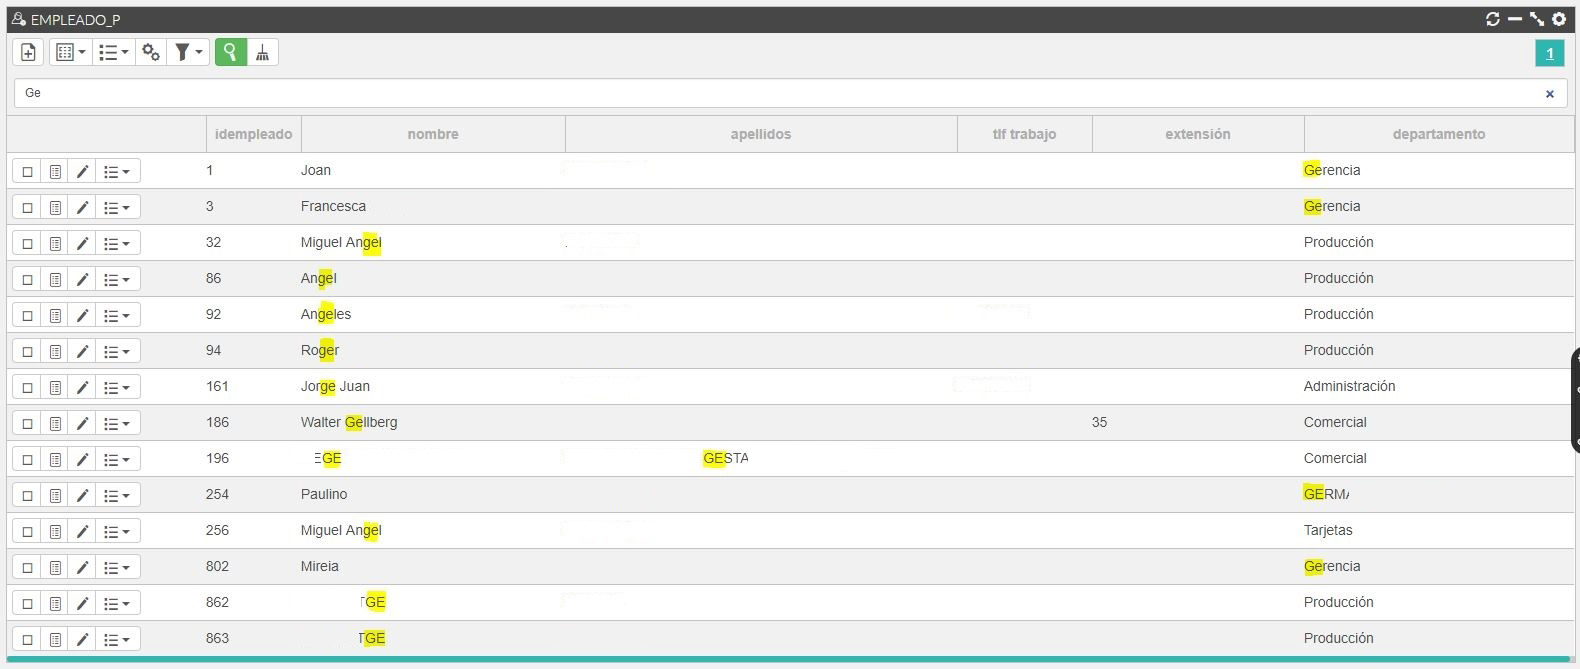 EMPLEADO_P
1
Ge
idempleado nombre apellidos tlf trabajo extensión departamento
1 Joan Gerencia
3 Francesca Gerencia
32 Miguel Angel Producción
86 Angel Producción
92 Angeles Producción
94 Roger Producción
161 Jorge Juan Administración
186 Walter Gellberg 35 Comercial
196 EGE GESTA Comercial
254 Paulino GERMA
256 Miguel Angel Tarjetas
802 Mireia Gerencia
862 TGE Producción
863 TGE Producción